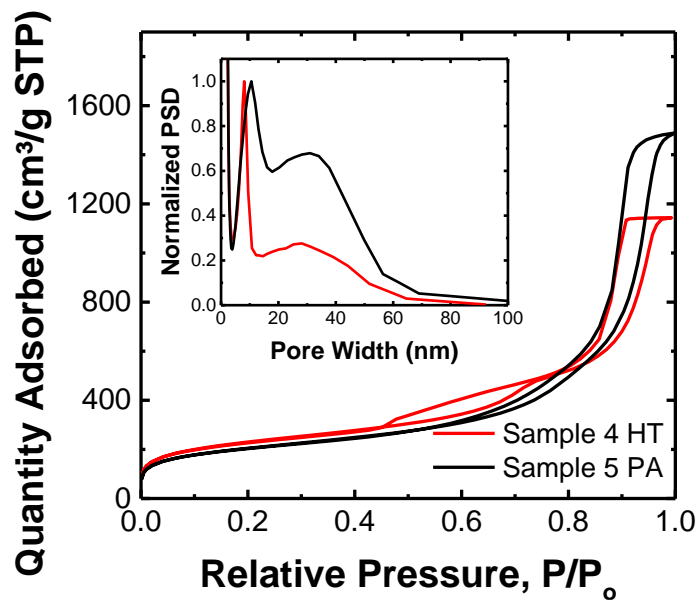 Quantity Adsorbed (cm³/g STP)
1600
1200
800
400
0
0.0 0.2 0.4 0.6 0.8 1.0
Relative Pressure, P/Pₒ
Normalized PSD
1.0
0.8
0.6
0.4
0.2
0.0
0 20 40 60 80 100
Pore Width (nm)
Sample 4 HT
Sample 5 PA